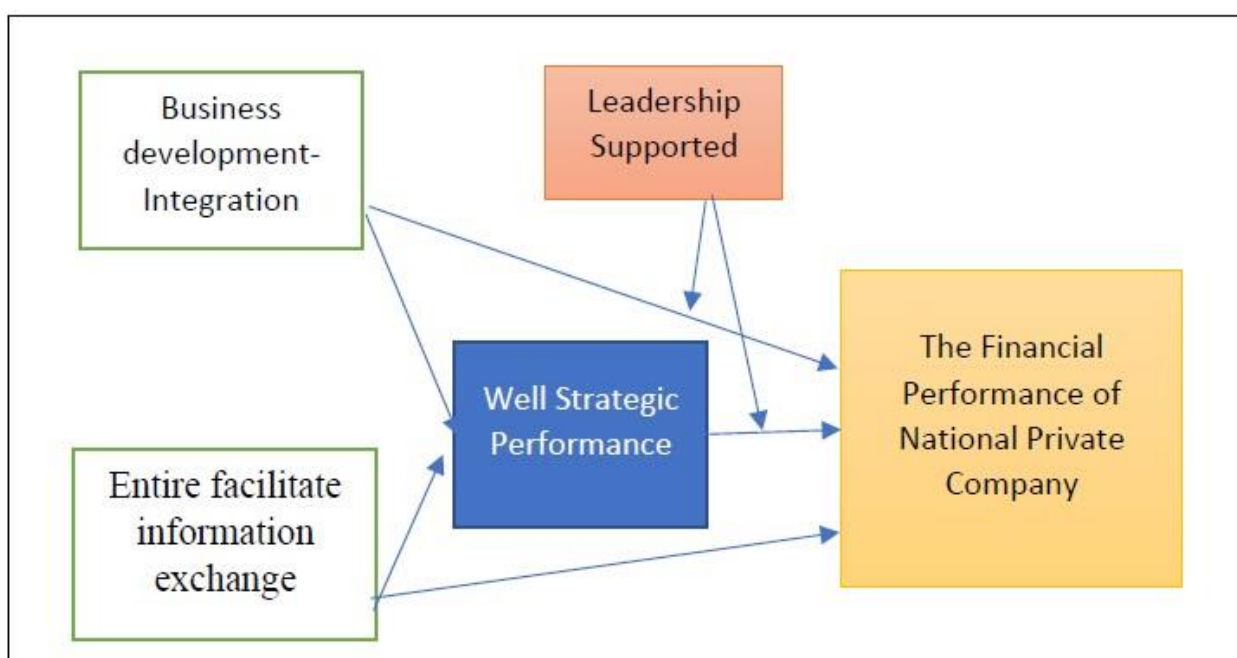 Business
development-
Integration
Leadership
Supported
Well Strategic
Performance
The Financial
Performance of
National Private
Company
Entire facilitate
information
exchange